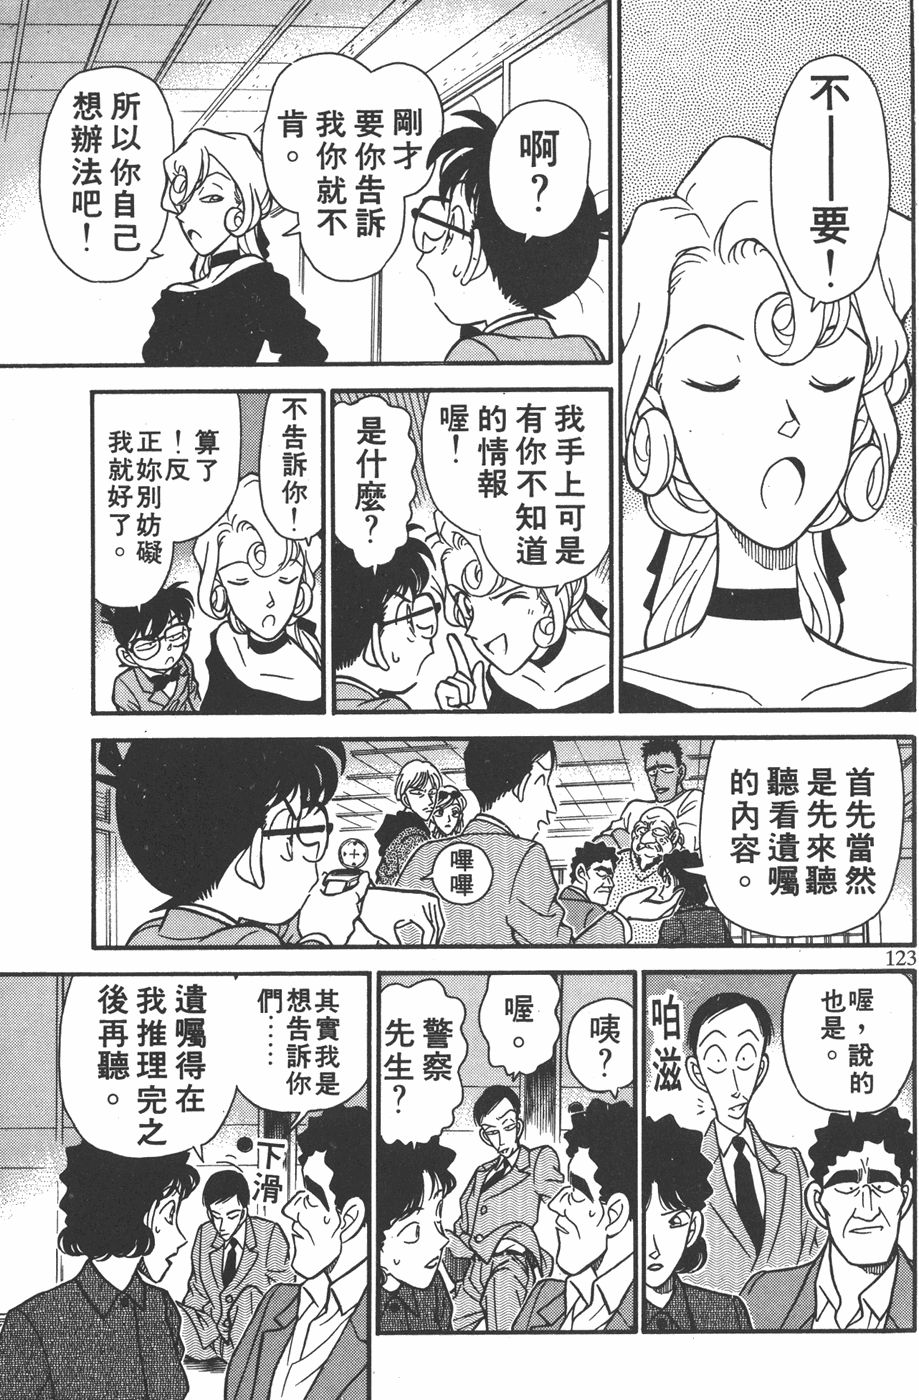 不——要！
啊？
剛才
要你告訴
我你就不
肯。
所以你自己
想辦法吧！
我手上可是
有你不知道
的情報
喔！
是什麼？
不告訴你！
算了
！反
正妳別妨礙
我就好了。
首先當然
是先來聽
聽看遺囑
的內容。
嗶
嗶
123
喔，說的
也是。
啪滋
咦？
喔。
警察
先生？
其實我是
想告訴你
們……
下滑
遺囑得在
我推理完之
後再聽。